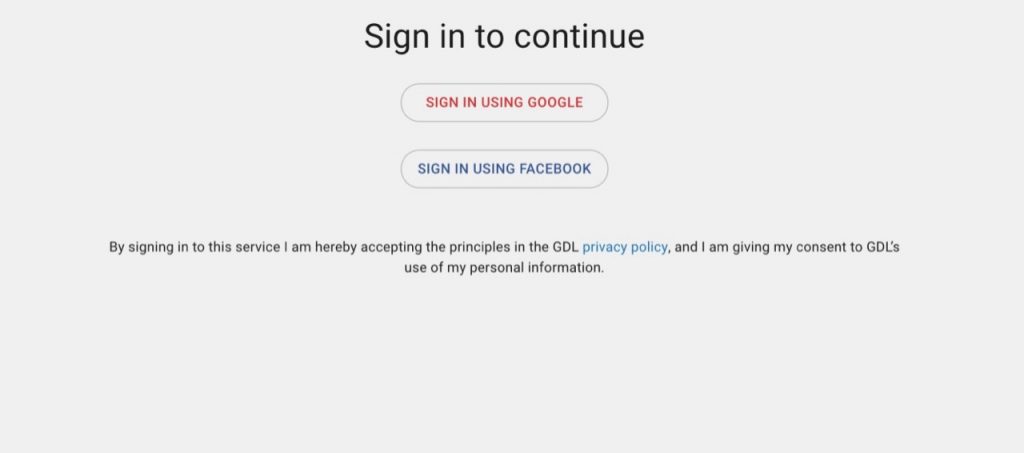 Sign in to continue
SIGN IN USING GOOGLE
SIGN IN USING FACEBOOK
By signing in to this service I am hereby accepting the principles in the GDL privacy policy, and I am giving my consent to GDL's
use of my personal information.